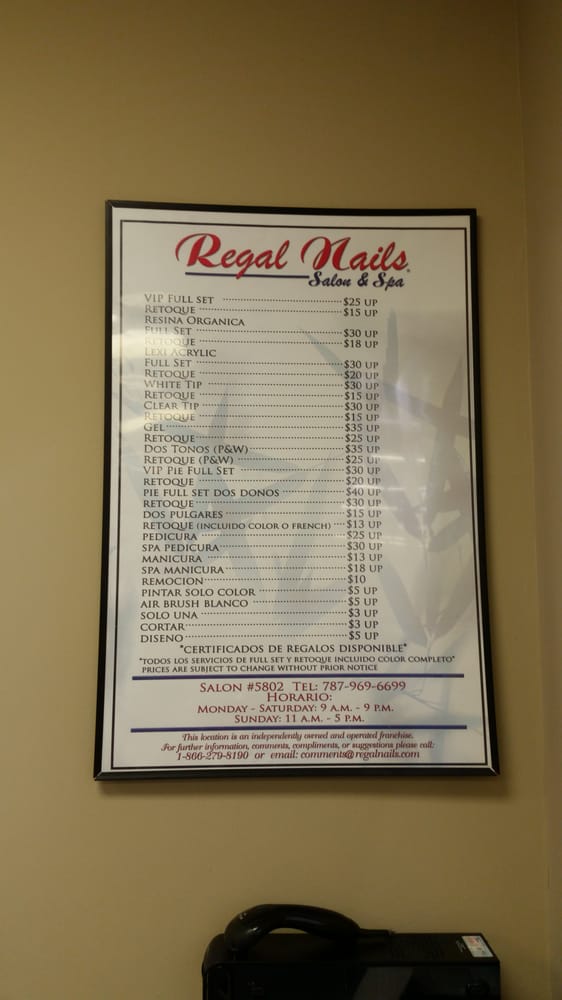 Regal Nails
Salon & Spa
VIP Full Set $25 up
Retoque $15 up
Resina Organica
Full Set $30 up
Retoque $18 up
Lexi Acrylic
Full Set $30 up
Retoque $20 up
White Tip $30 up
Retoque $15 up
Clear Tip $30 up
Retoque $15 up
Gel $35 up
Retoque $25 up
Dos Tonos (P&W) $35 up
Retoque (P&W) $25 up
VIP Pie Full Set $30 up
retoque $20 up
pie full set dos donos $40 up
retoque $30 up
dos pulgares $15 up
retoque (incluido color o french) $13 up
pedicura $25 up
spa pedicura $30 up
manicura $13 up
spa manicura $18 up
remocion $10
pintar solo color $5 up
air brush blanco $5 up
solo una $3 up
cortar $3 up
diseno $5 up
*Certificados de regalos disponible*
*Todos los servicios de full set y retoque incluido color completo*
Prices are subject to change without prior notice
Salon #5802 Tel: 787-969-6699
Horario:
Monday - Saturday: 9 a.m. - 9 p.m.
Sunday: 11 a.m. - 5 p.m.
This location is an independently owned and operated franchise.
For further information, comments, compliments, or suggestions please call:
1-866-279-8190 or email: comments@regalnails.com